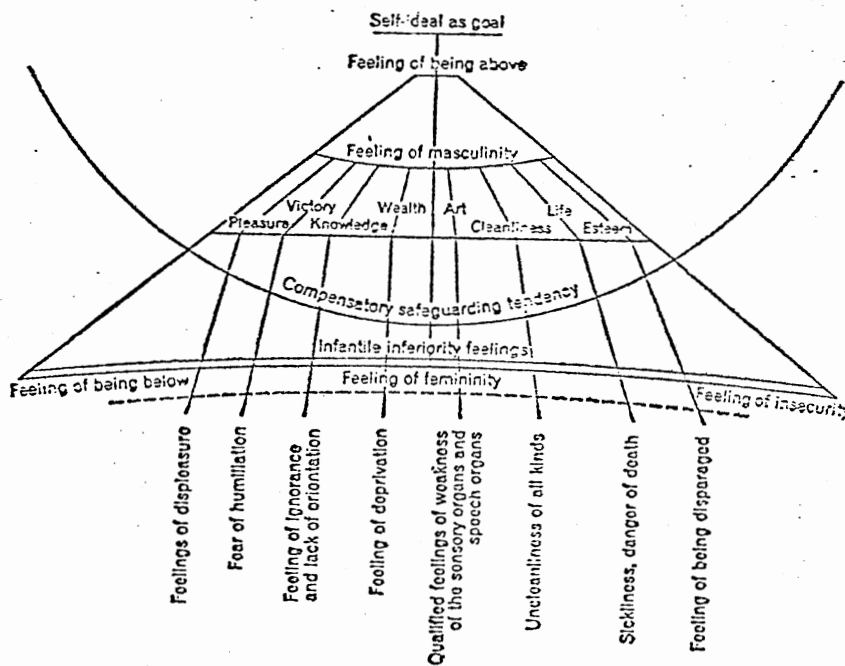 Self-ideal as goal
Feeling of being above
Feeling of masculinity
Victory
Wealth
Art
Life
Pleasure
Knowledge
Cleanliness
Esteem
Compensatory safeguarding tendency
Infantile inferiority feelings
Feeling of being below
Feeling of femininity
Feeling of insecurity
Feelings of displeasure
Fear of humiliation
Feeling of ignorance
and lack of orientation
Feeling of deprivation
Qualified feelings of weakness
of the sensory organs and
speech organs
Uncleanliness of all kinds
Sickliness, danger of death
Feeling of being disparaged